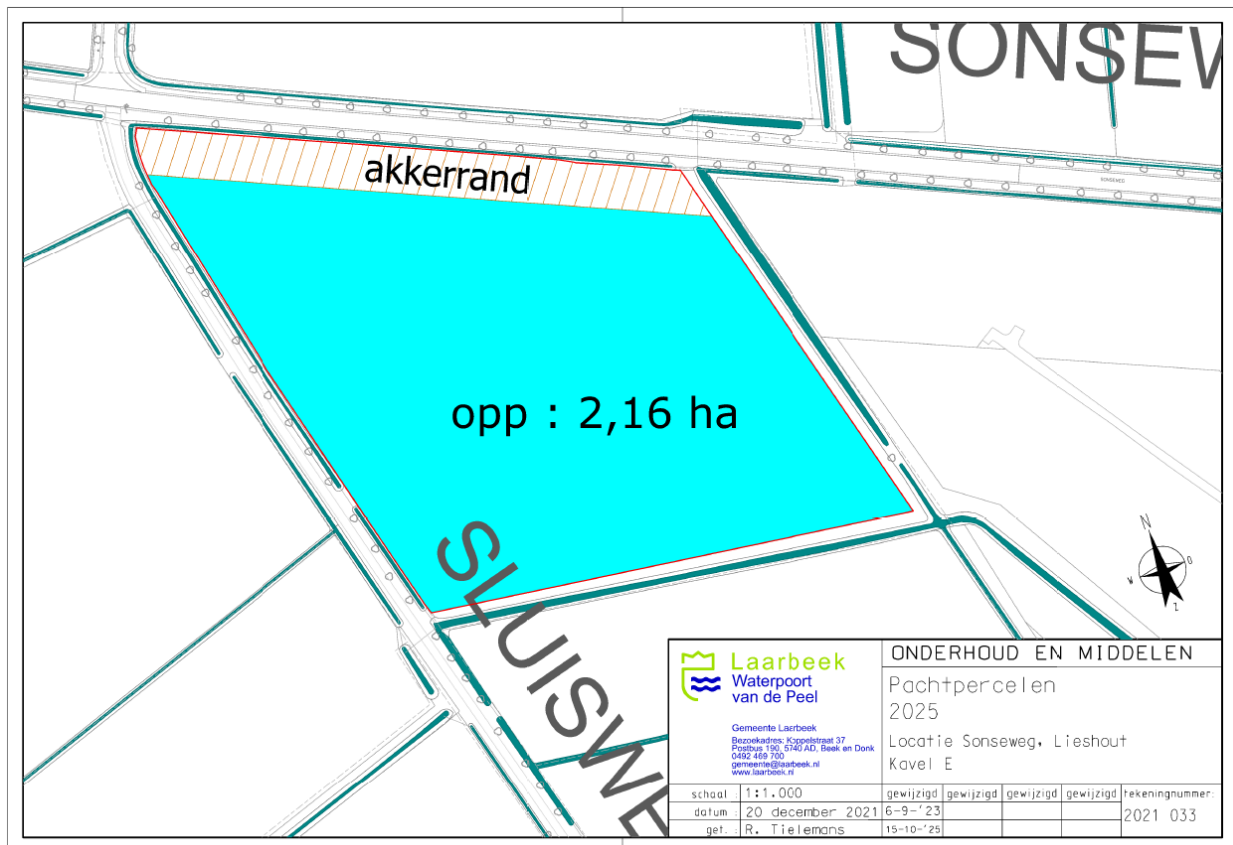 SONSEW
akkerrand
SONSEWEG
opp : 2,16 ha
SLUISWE
N
W
O
Z
Laarbeek
Waterpoort
van de Peel
Gemeente Laarbeek
Bezoekadres: Koppelstraat 37
Postbus 190, 5740 AD, Beek en Donk
0492 469 700
gemeente@laarbeek.nl
www.laarbeek.nl
ONDERHOUD EN MIDDELEN
Pachtpercelen
2025
Locatie Sonseweg, Lieshout
Kavel E
schaal : 1:1.000
datum : 20 december 2021
get. : R. Tielemans
gewijzigd gewijzigd gewijzigd gewijzigd
6-9-'23
15-10-'25
tekeningnummer:
2021 033